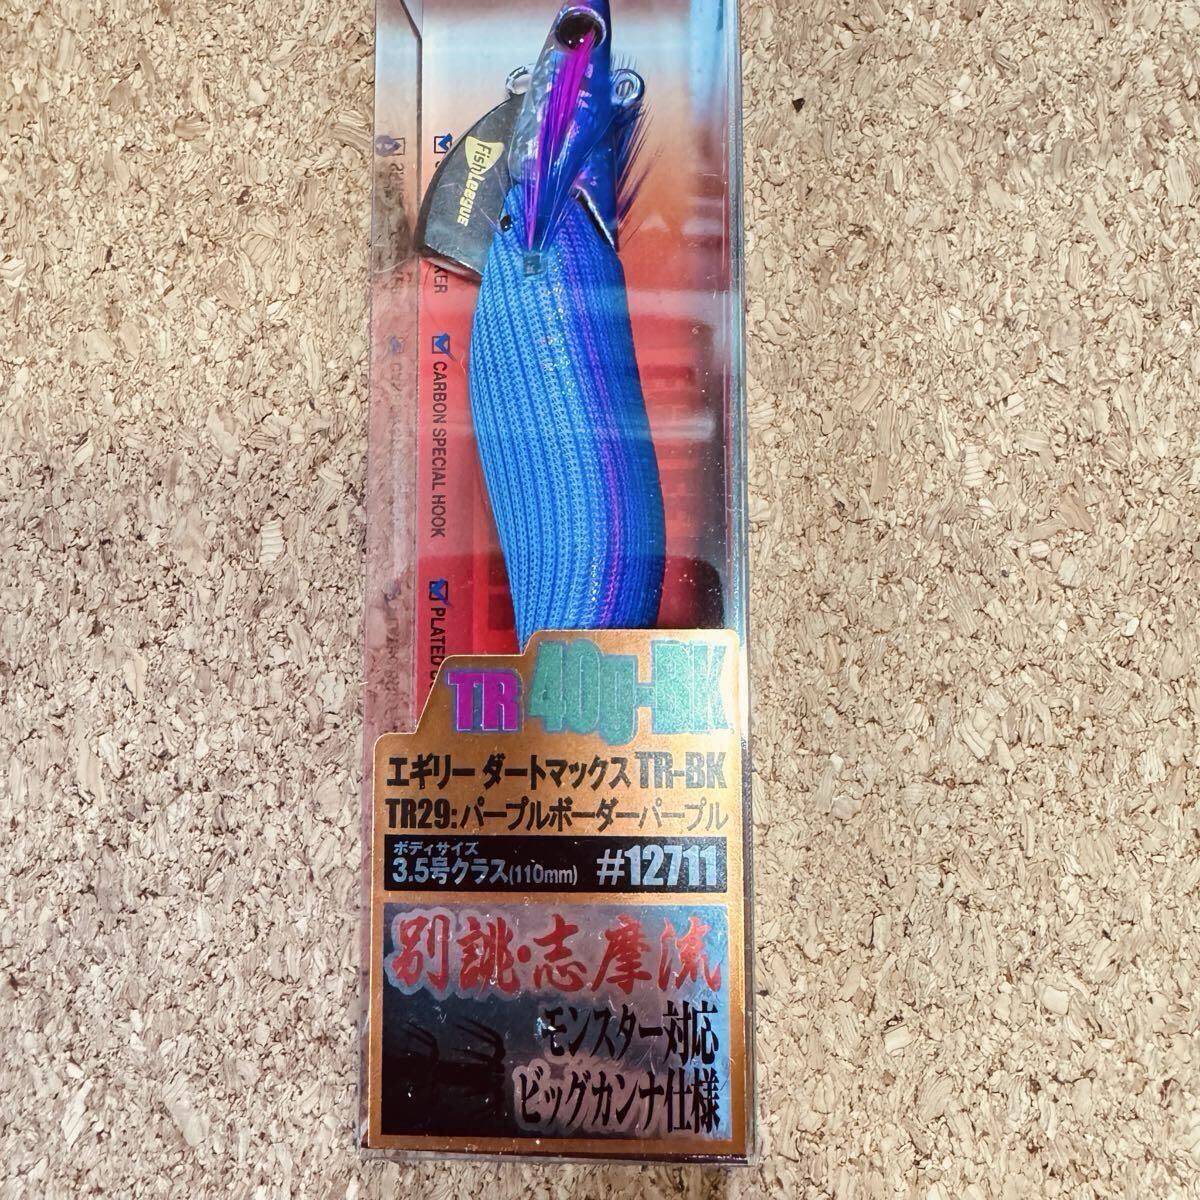 FishLeague
KER
CARBON SPECIAL HOOK
PLATED
TR 40g-BK
エギリー ダートマックス TR-BK
TR29:パープルボーダーパープル
ボディサイズ
3.5号クラス(110mm) #12711
別誂・志摩流
モンスター対応
ビッグカンナ仕様